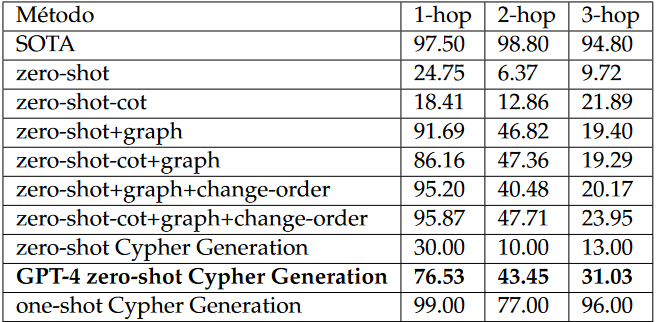 Método 1-hop 2-hop 3-hop
SOTA 97.50 98.80 94.80
zero-shot 24.75 6.37 9.72
zero-shot-cot 18.41 12.86 21.89
zero-shot+graph 91.69 46.82 19.40
zero-shot-cot+graph 86.16 47.36 19.29
zero-shot+graph+change-order 95.20 40.48 20.17
zero-shot-cot+graph+change-order 95.87 47.71 23.95
zero-shot Cypher Generation 30.00 10.00 13.00
GPT-4 zero-shot Cypher Generation 76.53 43.45 31.03
one-shot Cypher Generation 99.00 77.00 96.00